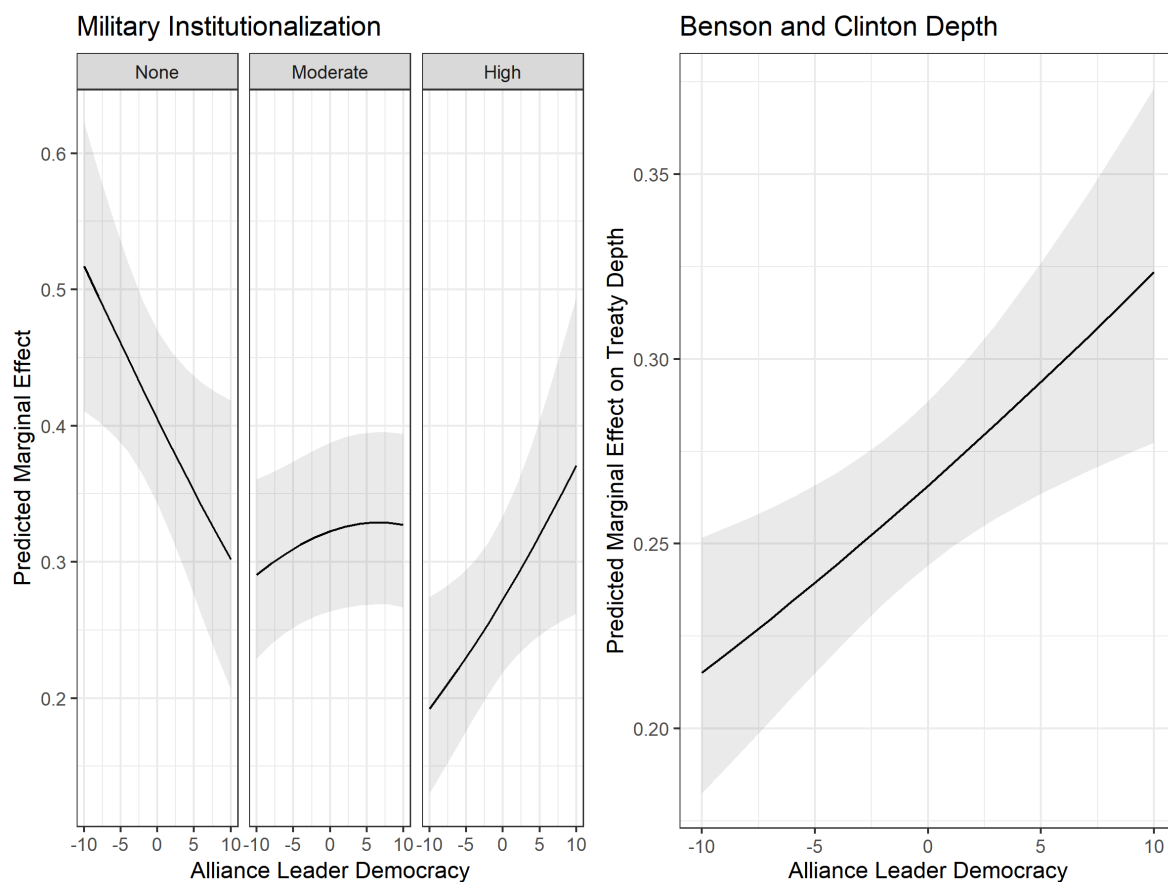 Military Institutionalization
None
Moderate
High
Predicted Marginal Effect
0.6
0.5
0.4
0.3
0.2
-10 -5 0 5 10
-10 -5 0 5 10
-10 -5 0 5 10
Alliance Leader Democracy
Benson and Clinton Depth
Predicted Marginal Effect on Treaty Depth
0.35
0.30
0.25
0.20
-10 -5 0 5 10
Alliance Leader Democracy